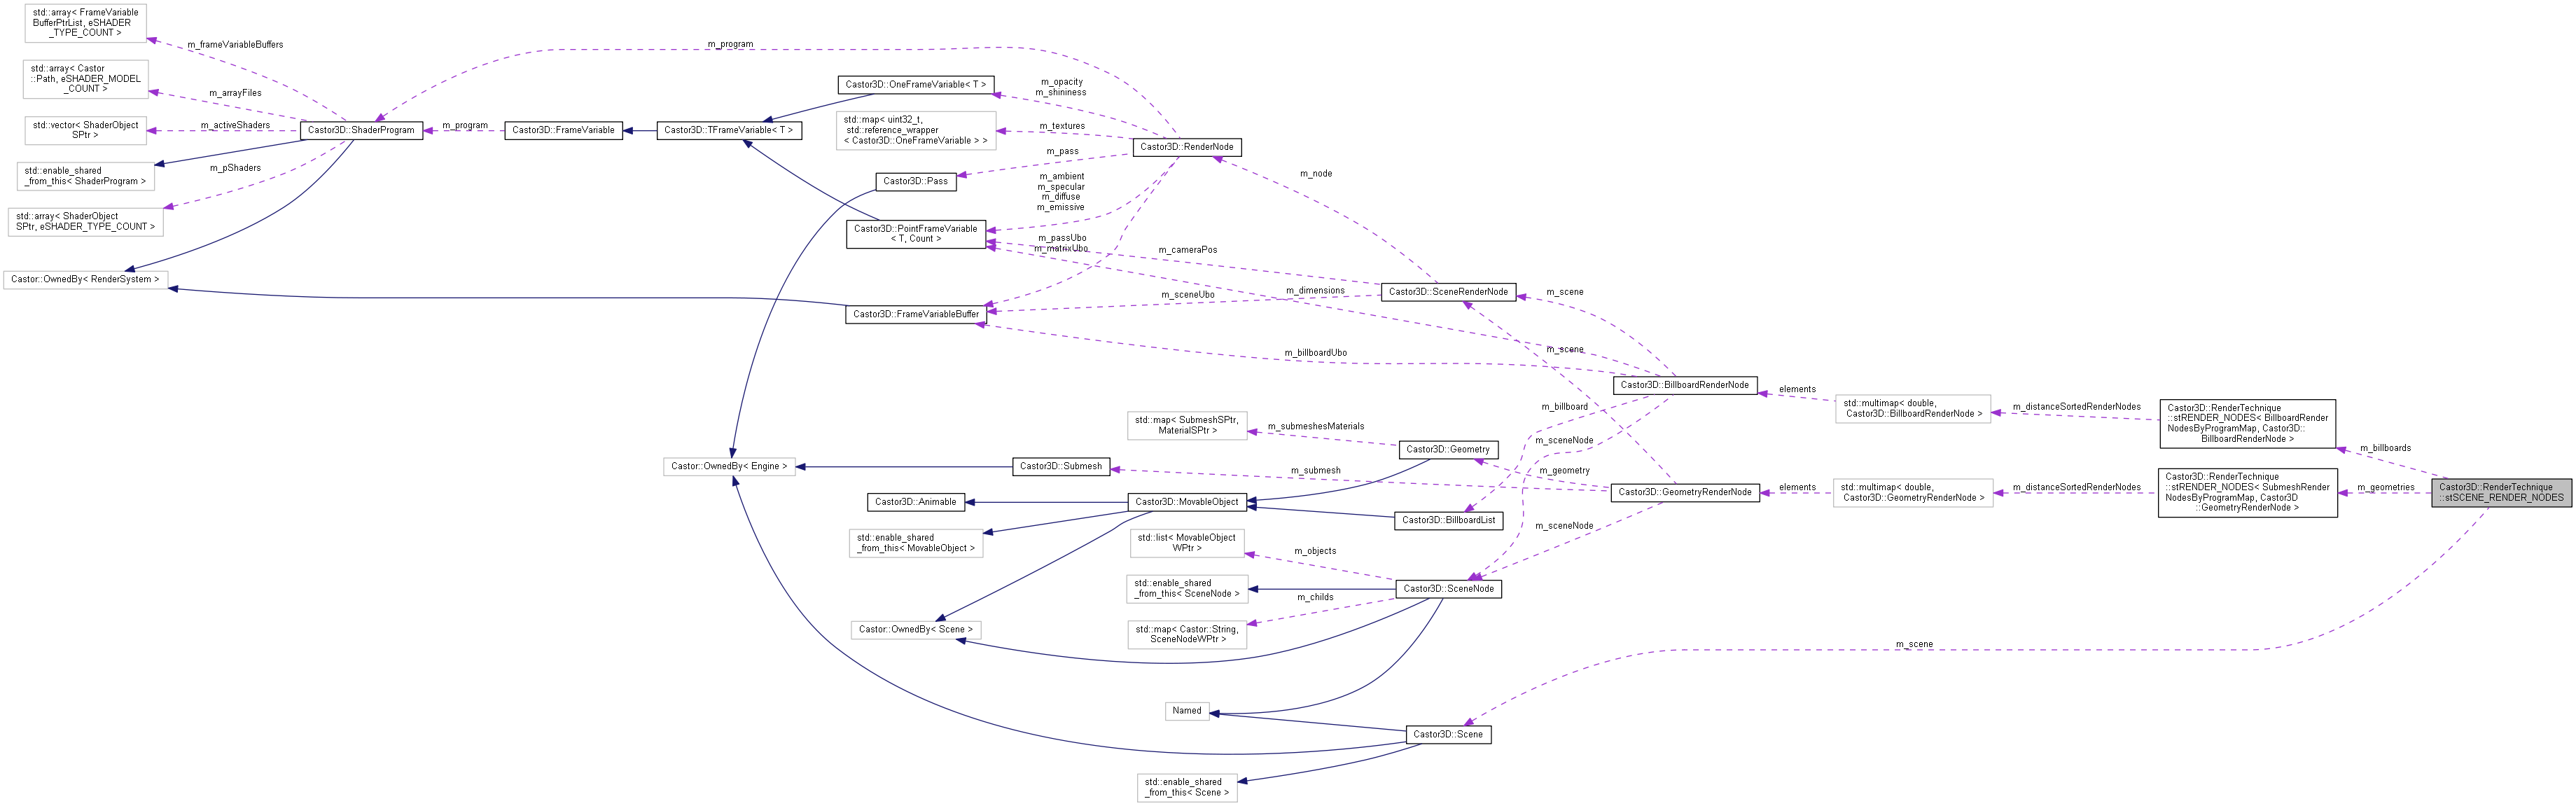 std::array< FrameVariable
BufferPtrList, eSHADER
_TYPE_COUNT >
m_frameVariableBuffers
std::array< Castor
::Path, eSHADER_MODEL
_COUNT >
m_arrayFiles
std::vector< ShaderObject
SPtr >
m_activeShaders
std::enable_shared
_from_this< ShaderProgram >
m_pShaders
std::array< ShaderObject
SPtr, eSHADER_TYPE_COUNT >
Castor::OwnedBy< RenderSystem >
Castor3D::ShaderProgram
m_program
Castor3D::FrameVariable
m_program
Castor3D::TFrameVariable< T >
Castor3D::OneFrameVariable< T >
std::map< uint32_t,
std::reference_wrapper
< Castor3D::OneFrameVariable > >
Castor3D::Pass
Castor3D::PointFrameVariable
< T, Count >
Castor3D::FrameVariableBuffer
m_opacity
m_shininess
m_textures
m_pass
m_ambient
m_specular
m_diffuse
m_emissive
m_passUbo
m_matrixUbo
Castor3D::RenderNode
m_cameraPos
m_sceneUbo
m_node
m_dimensions
m_billboardUbo
Castor3D::SceneRenderNode
m_scene
m_scene
Castor3D::BillboardRenderNode
m_billboard
m_sceneNode
std::map< SubmeshSPtr,
MaterialSPtr >
m_submeshesMaterials
Castor3D::Geometry
m_geometry
Castor::OwnedBy< Engine >
Castor3D::Submesh
m_submesh
Castor3D::GeometryRenderNode
m_sceneNode
Castor3D::Animable
Castor3D::MovableObject
Castor3D::BillboardList
std::enable_shared
_from_this< MovableObject >
std::list< MovableObject
WPtr >
m_objects
std::enable_shared
_from_this< SceneNode >
Castor3D::SceneNode
m_childs
std::map< Castor::String,
SceneNodeWPtr >
Castor::OwnedBy< Scene >
Named
Castor3D::Scene
std::enable_shared
_from_this< Scene >
elements
std::multimap< double,
Castor3D::BillboardRenderNode >
m_distanceSortedRenderNodes
Castor3D::RenderTechnique
::stRENDER_NODES< BillboardRender
NodesByProgramMap, Castor3D::
BillboardRenderNode >
m_billboards
elements
std::multimap< double,
Castor3D::GeometryRenderNode >
m_distanceSortedRenderNodes
Castor3D::RenderTechnique
::stRENDER_NODES< SubmeshRender
NodesByProgramMap, Castor3D
::GeometryRenderNode >
m_geometries
Castor3D::RenderTechnique
::stSCENE_RENDER_NODES
m_scene